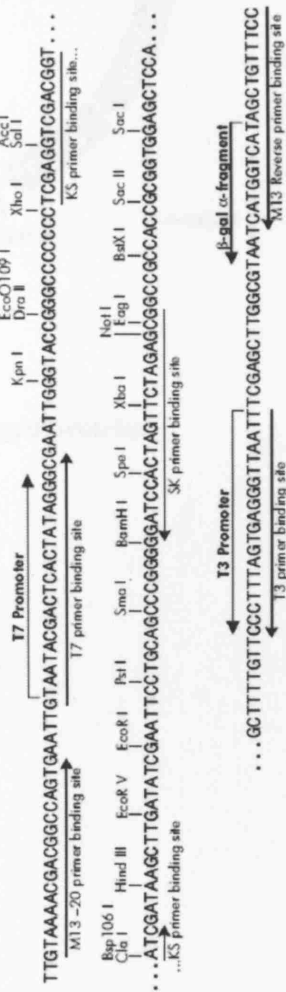 Acc I
EcoO109 I
T7 Promoter Kpn I Dra II Xho I Sal I
TTGTAAAACGACGGCCAGTGAATTGTAATACGACTCACTATAGGGCGAATTGGGTACCGGGCCCCCCCTCGAGGTCGACGGT...
M13 -20 primer binding site T7 primer binding site KS primer binding site...
Bsp106 I Not I
Cla I Hind III EcoR V EcoR I Pst I Sma I BamH I Spe I Xba I Eag I BstX I Sac II Sac I
...ATCGATAAGCTTGATATCGAATTCCTGCAGCCCGGGGGATCCACTAGTTCTAGAGCGGCCGCCACCGCGGTGGAGCTCCA...
...KS primer binding site SK primer binding site
T3 Promoter β-gal α-fragment
...GCTTTTGTTCCCTTTAGTGAGGGTTAATTTCGAGCTTGGCGTAATCATGGTCATAGCTGTTTCC
T3 primer binding site M13 Reverse primer binding site